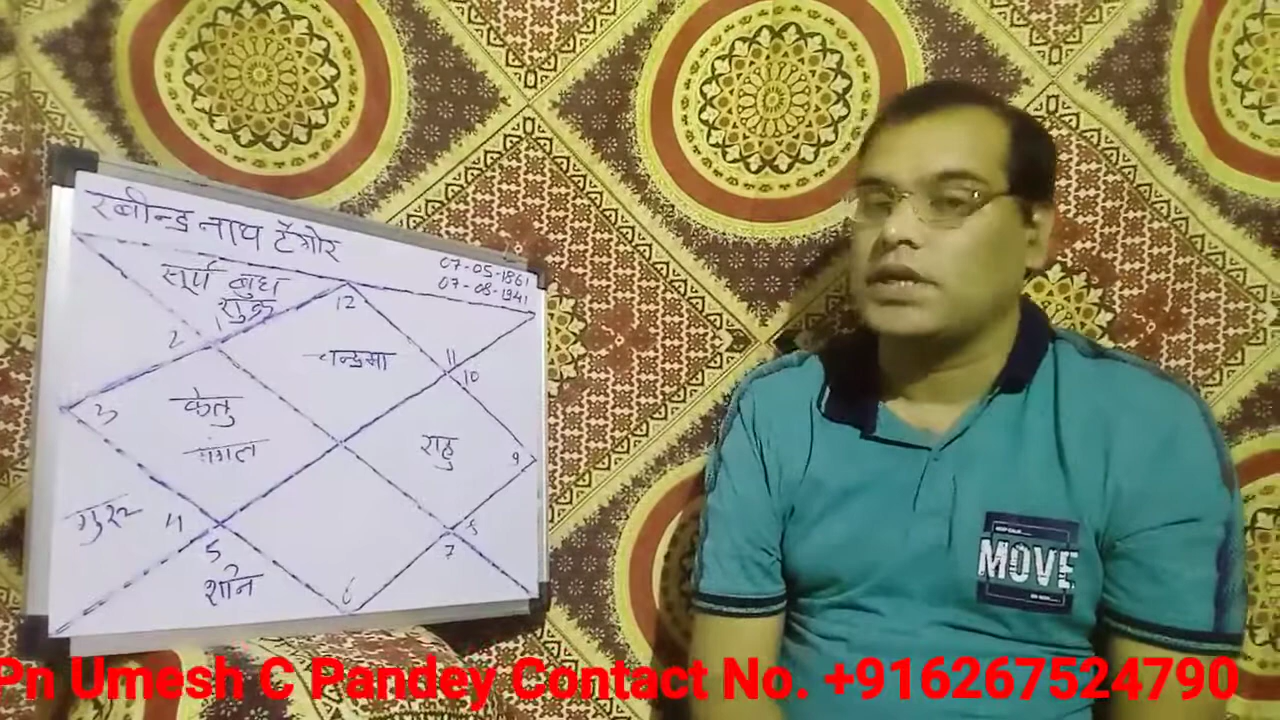 रबीन्द्र नाथ टैगोर
07-05-1861
07-08-1941
सूर्य बुध
शुक्र
1
2
12
चन्द्रमा
11
10
3
केतु
मंगल
राहु
9
गुरु
4
5
शनि
6
7
8
MOVE
Pn Umesh C Pandey Contact No. +916267524790